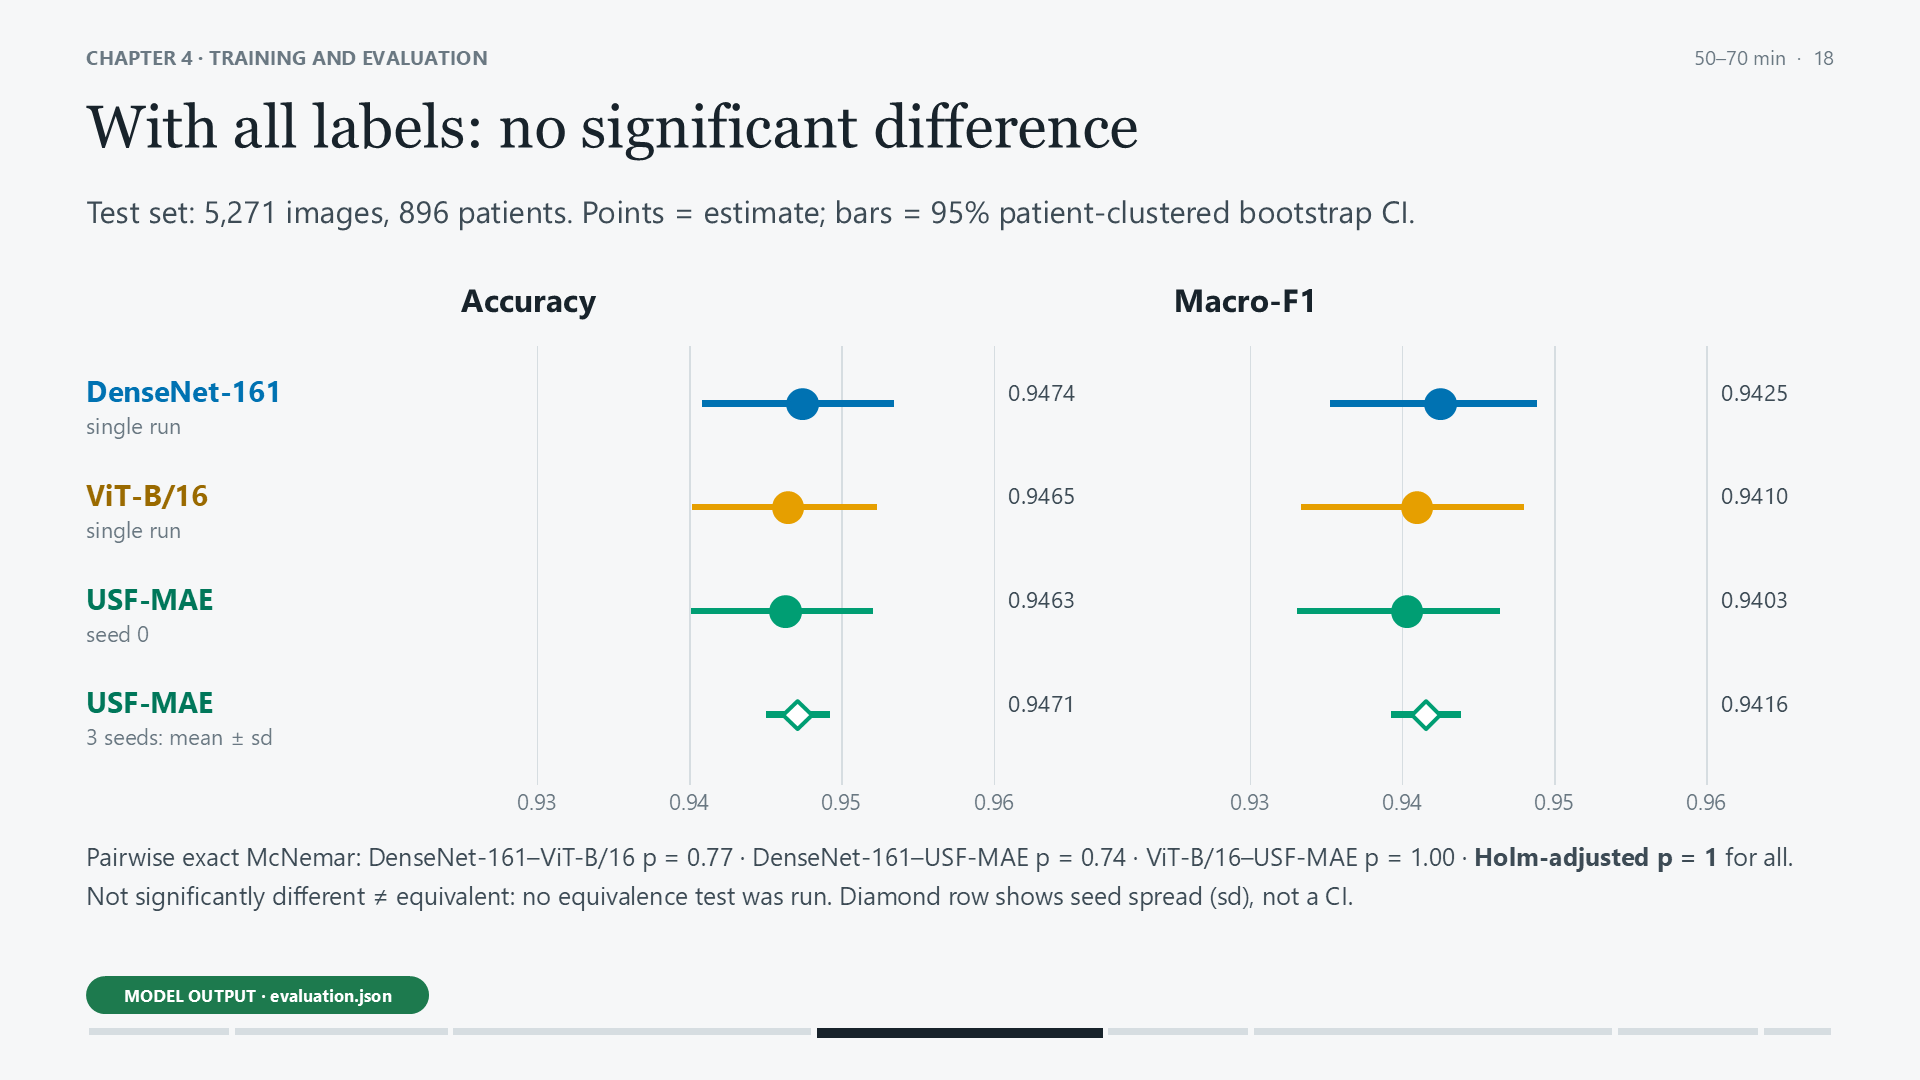 CHAPTER 4 · TRAINING AND EVALUATION
50–70 min · 18
With all labels: no significant difference
Test set: 5,271 images, 896 patients. Points = estimate; bars = 95% patient-clustered bootstrap CI.
Accuracy
Macro-F1
DenseNet-161
single run
0.9474
0.9425
ViT-B/16
single run
0.9465
0.9410
USF-MAE
seed 0
0.9463
0.9403
USF-MAE
3 seeds: mean ± sd
0.9471
0.9416
0.93 0.94 0.95 0.96
0.93 0.94 0.95 0.96
Pairwise exact McNemar: DenseNet-161–ViT-B/16 p = 0.77 · DenseNet-161–USF-MAE p = 0.74 · ViT-B/16–USF-MAE p = 1.00 · Holm-adjusted p = 1 for all.
Not significantly different ≠ equivalent: no equivalence test was run. Diamond row shows seed spread (sd), not a CI.
MODEL OUTPUT · evaluation.json